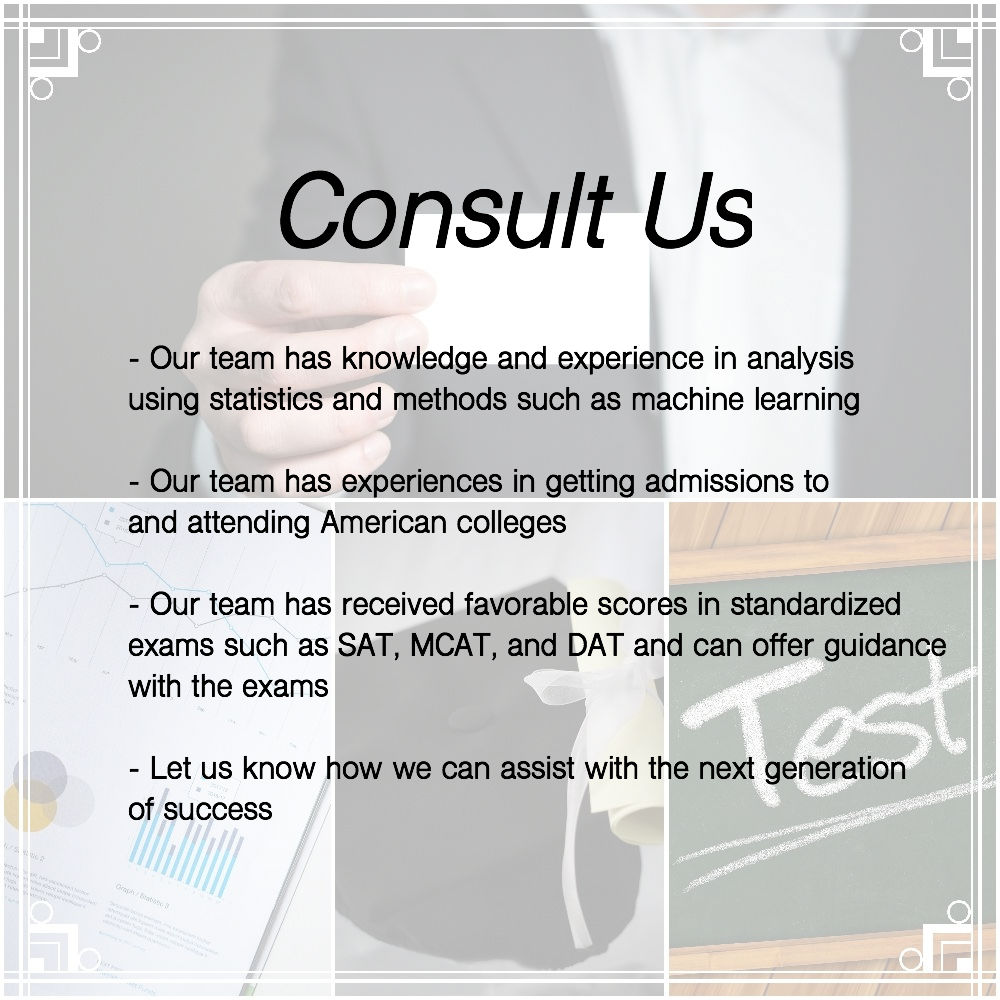 Consult Us
- Our team has knowledge and experience in analysis
using statistics and methods such as machine learning
- Our team has experiences in getting admissions to
and attending American colleges
- Our team has received favorable scores in standardized
exams such as SAT, MCAT, and DAT and can offer guidance
with the exams
Test
- Let us know how we can assist with the next generation
of success
Graph / Statistic 3